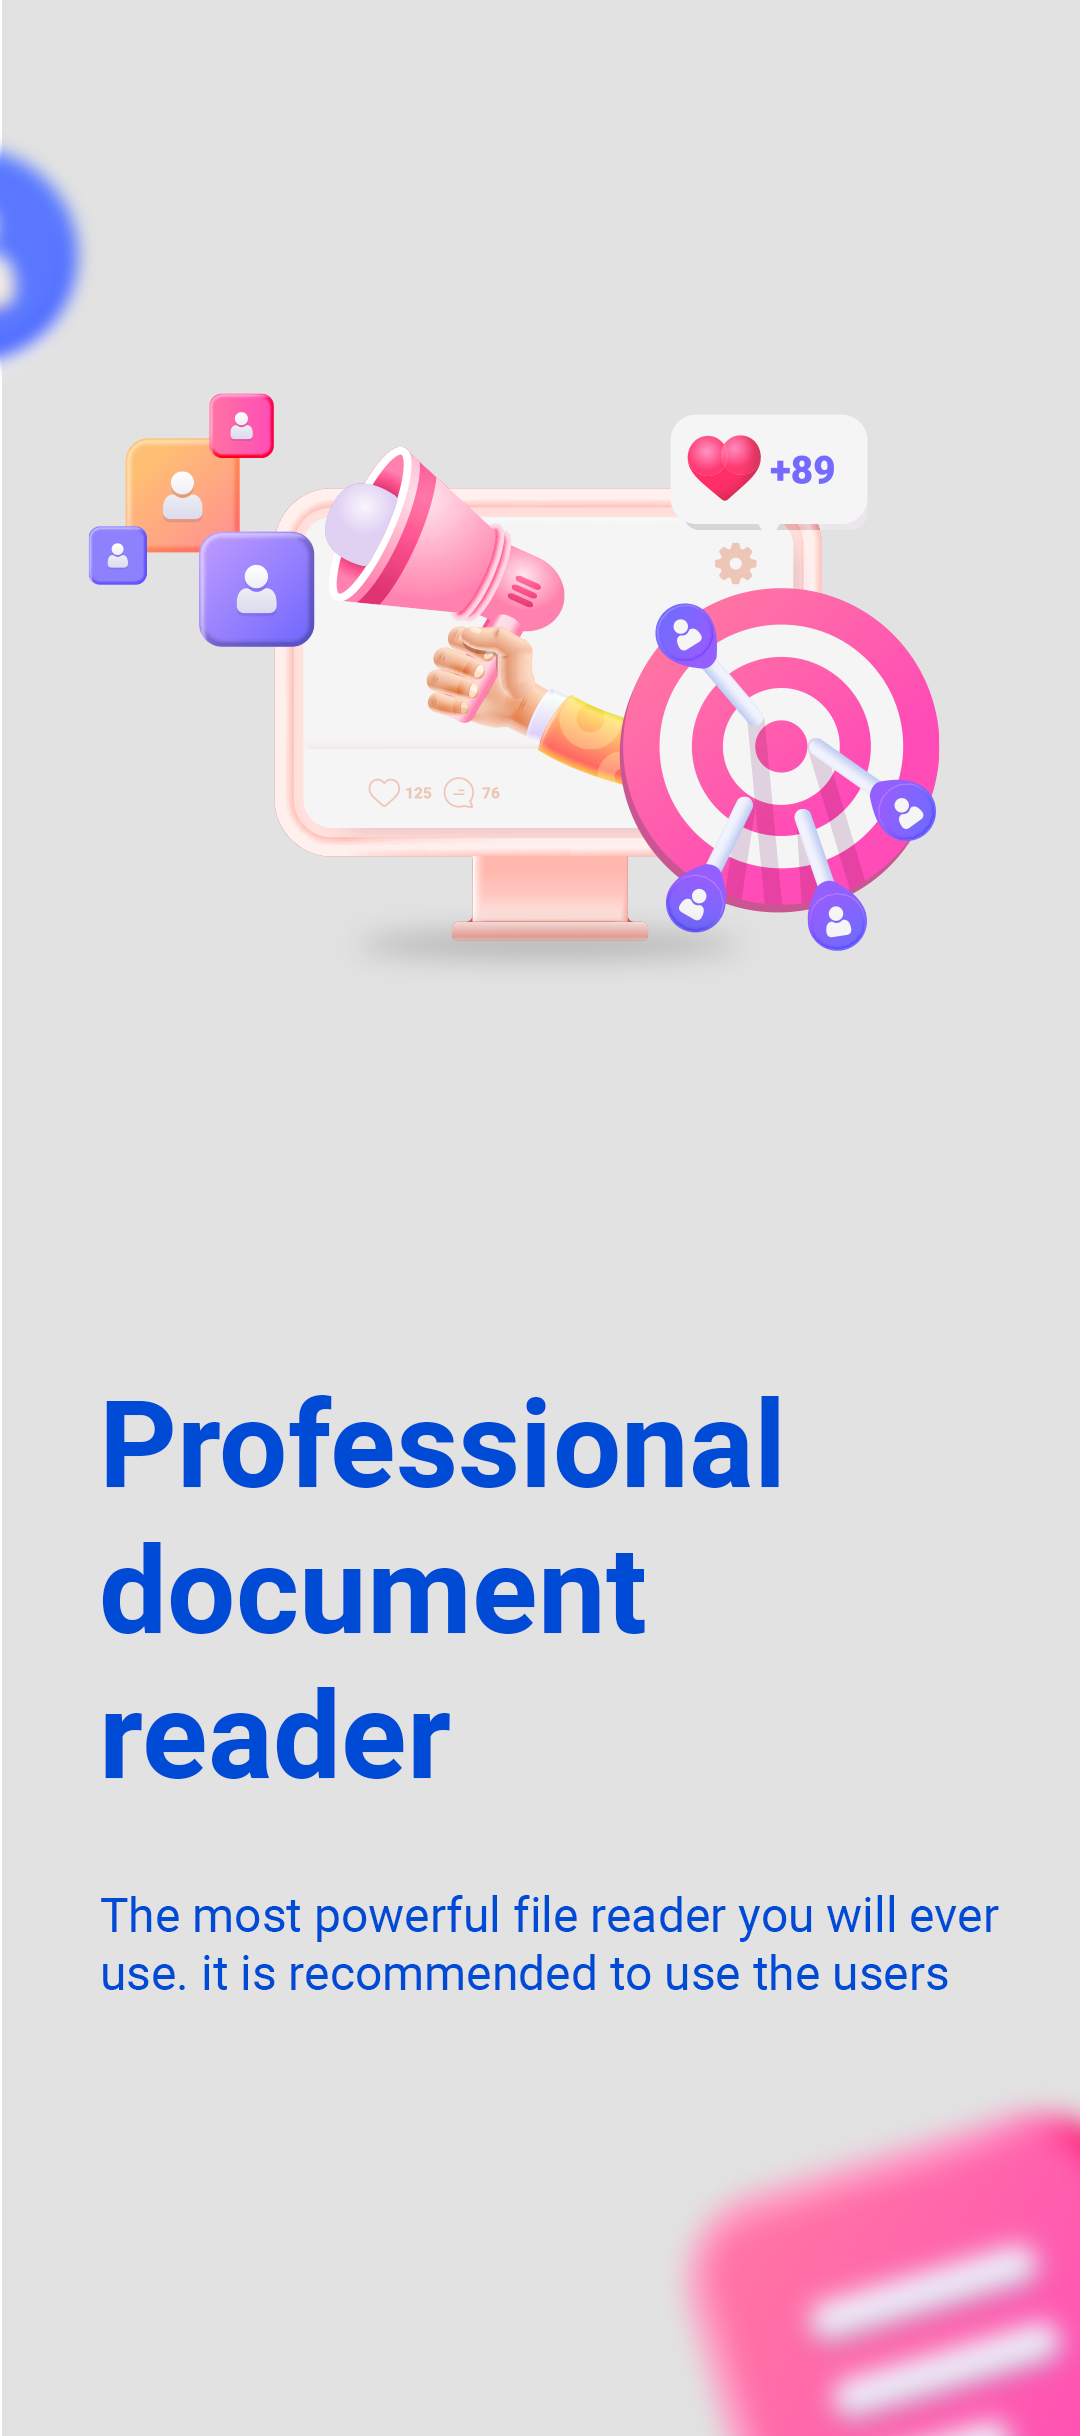 +89
125 76
Professional
document
reader
The most powerful file reader you will ever
use. it is recommended to use the users